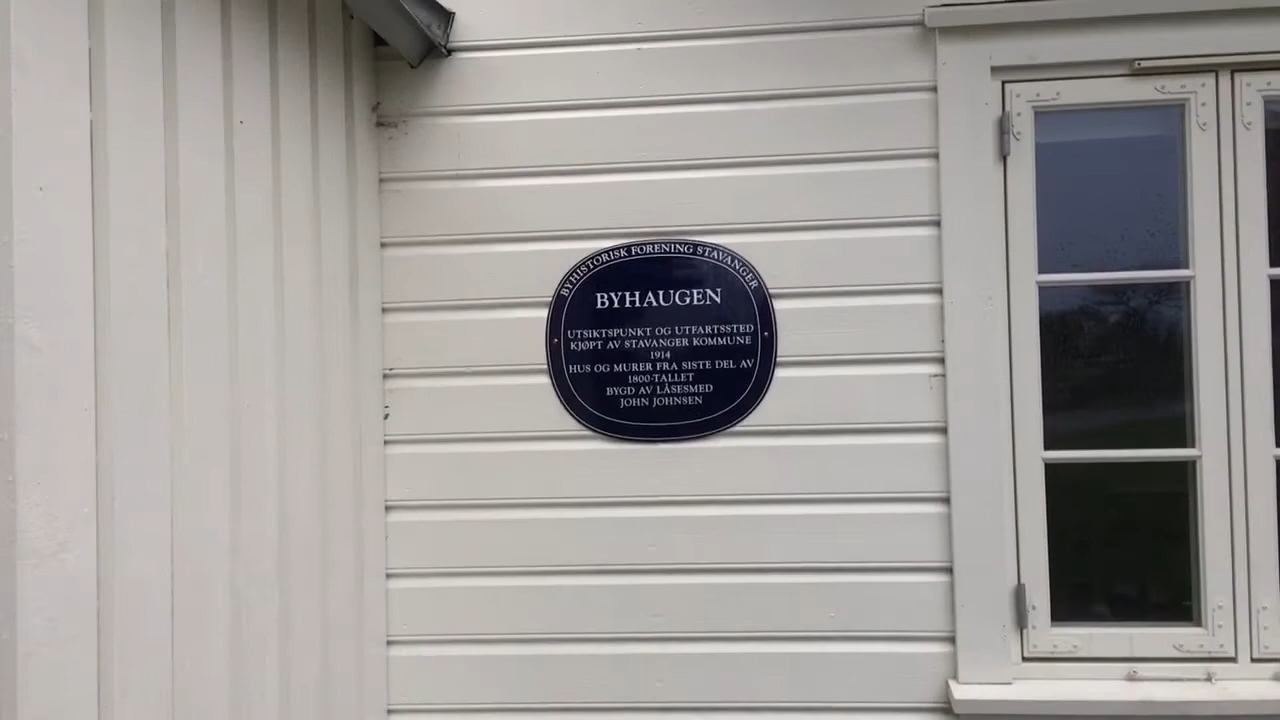 BYHISTORISK FORENING STAVANGER
BYHAUGEN
UTSIKTSPUNKT OG UTFARTSSTED
KJØPT AV STAVANGER KOMMUNE
1914
HUS OG MURER FRA SISTE DEL AV
1800-TALLET
BYGD AV LÅSESMED
JOHN JOHNSEN